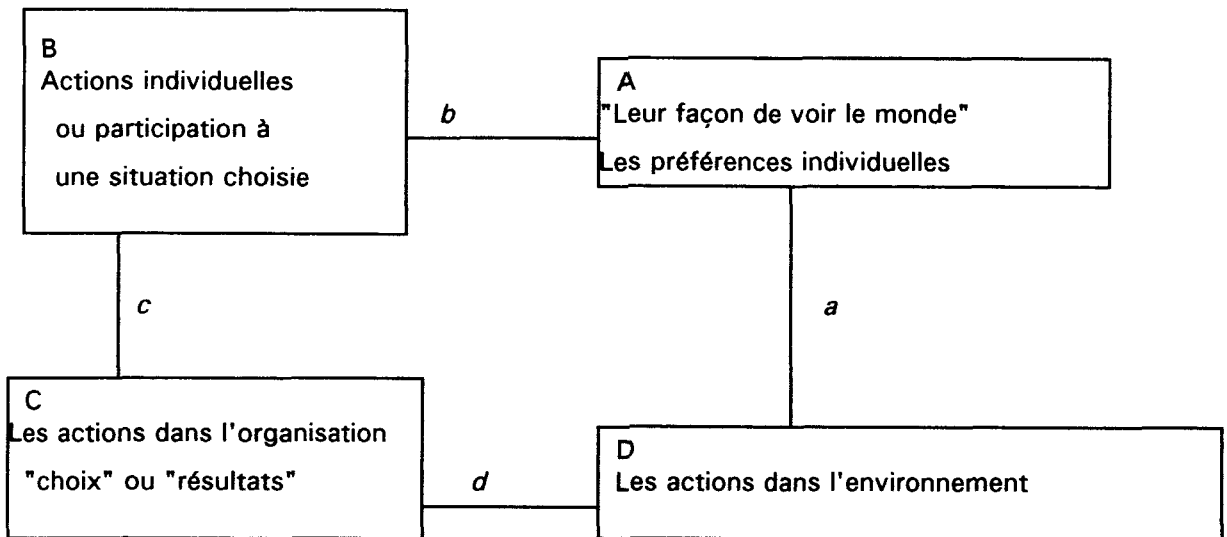 B
Actions individuelles
ou participation à
une situation choisie
b
A
"Leur façon de voir le monde"
Les préférences individuelles
c
a
C
Les actions dans l'organisation
"choix" ou "résultats"
d
D
Les actions dans l'environnement